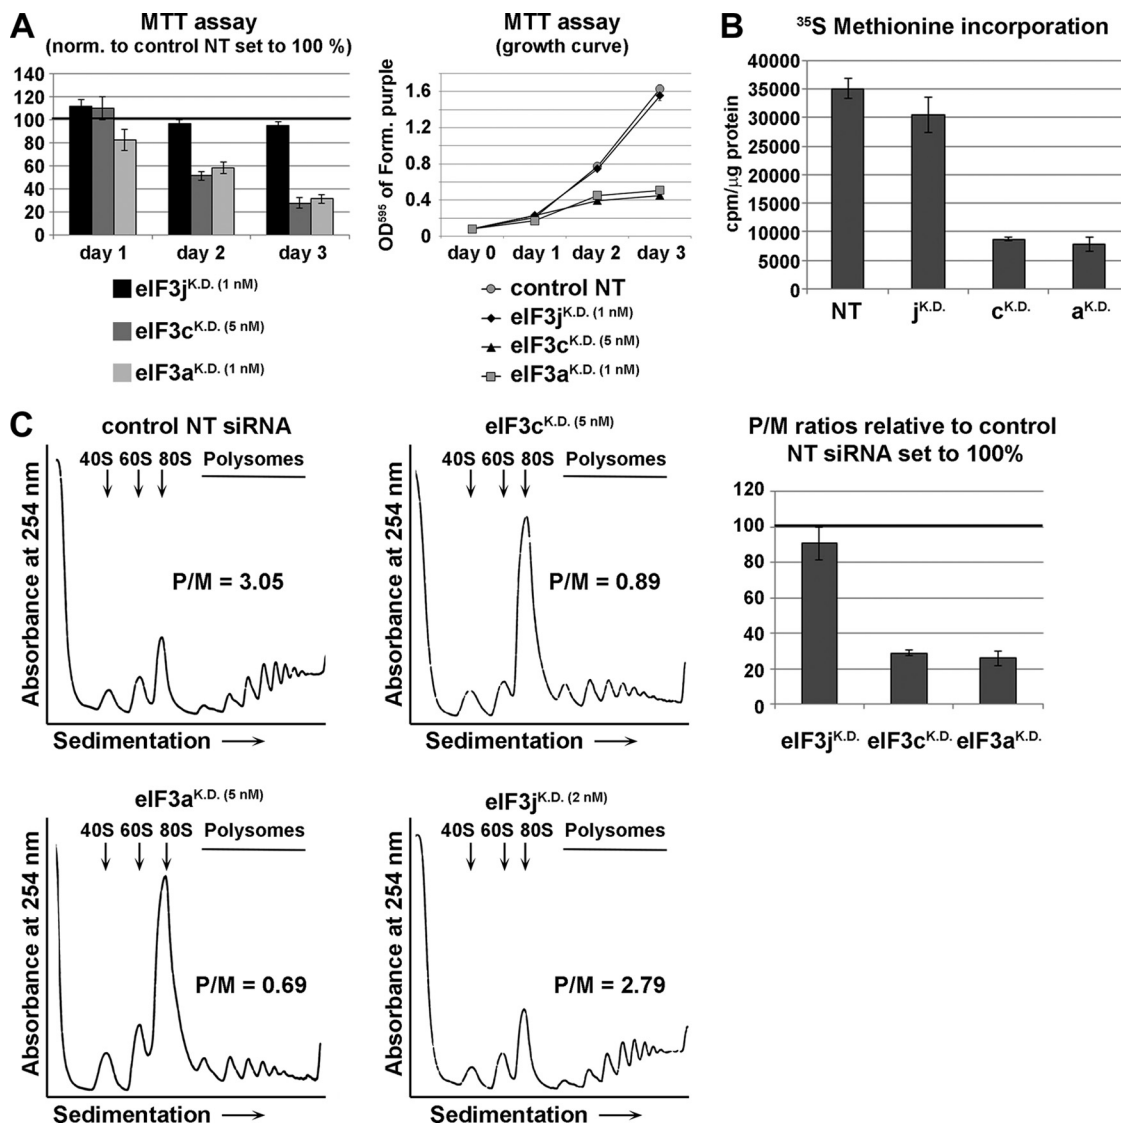 A
MTT assay
(norm. to control NT set to 100 %)
140
120
100
80
60
40
20
0
day 1 day 2 day 3
eIF3jK.D. (1 nM)
eIF3cK.D. (5 nM)
eIF3aK.D. (1 nM)
MTT assay
(growth curve)
OD595 of Form. purple
1.6
1.2
0.8
0.4
0
day 0 day 1 day 2 day 3
control NT
eIF3jK.D. (1 nM)
eIF3cK.D. (5 nM)
eIF3aK.D. (1 nM)
B
35S Methionine incorporation
cpm/µg protein
40000
35000
30000
25000
20000
15000
10000
5000
0
NT jK.D. cK.D. aK.D.
C
control NT siRNA
40S 60S 80S Polysomes
Absorbance at 254 nm
P/M = 3.05
Sedimentation
eIF3cK.D. (5 nM)
40S 60S 80S Polysomes
Absorbance at 254 nm
P/M = 0.89
Sedimentation
P/M ratios relative to control
NT siRNA set to 100%
120
100
80
60
40
20
0
eIF3jK.D. eIF3cK.D. eIF3aK.D.
eIF3aK.D. (5 nM)
40S 60S 80S Polysomes
Absorbance at 254 nm
P/M = 0.69
Sedimentation
eIF3jK.D. (2 nM)
40S 60S 80S Polysomes
Absorbance at 254 nm
P/M = 2.79
Sedimentation